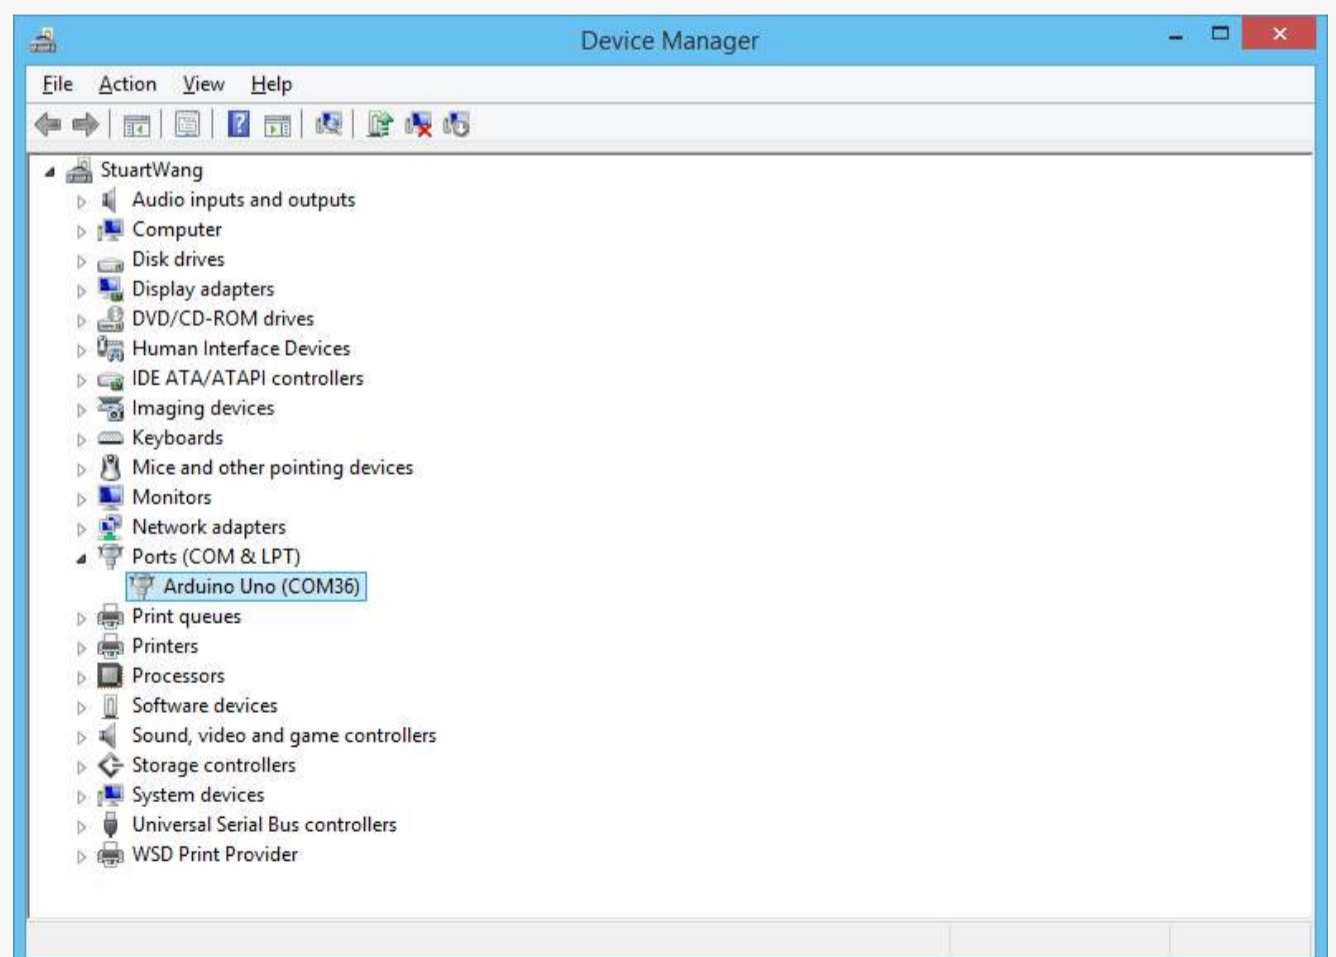 Device Manager
File Action View Help
StuartWang
Audio inputs and outputs
Computer
Disk drives
Display adapters
DVD/CD-ROM drives
Human Interface Devices
IDE ATA/ATAPI controllers
Imaging devices
Keyboards
Mice and other pointing devices
Monitors
Network adapters
Ports (COM & LPT)
Arduino Uno (COM36)
Print queues
Printers
Processors
Software devices
Sound, video and game controllers
Storage controllers
System devices
Universal Serial Bus controllers
WSD Print Provider